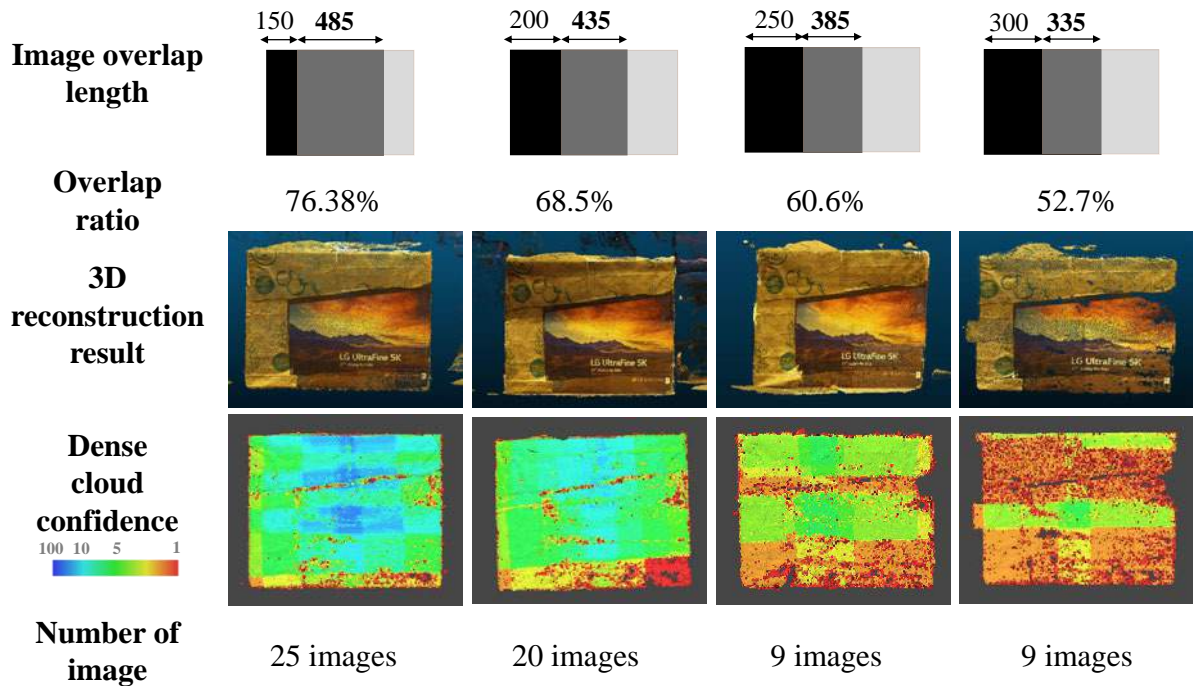 150 485
200 435
250 385
300 335
Image overlap
length
Overlap
ratio
76.38%
68.5%
60.6%
52.7%
3D
reconstruction
result
LG UltraFine 5K
LG UltraFine 5K
LG UltraFine 5K
LG UltraFine 5K
Dense
cloud
confidence
100 10 5 1
Number of
image
25 images
20 images
9 images
9 images